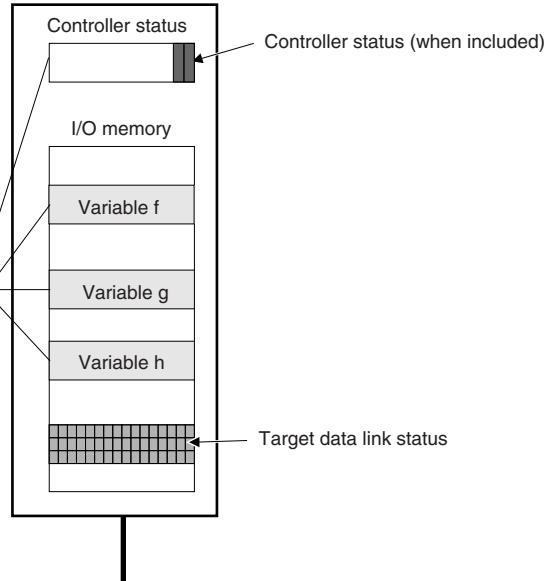 Controller status
Controller status (when included)
I/O memory
Variable f
Variable g
Variable h
Target data link status